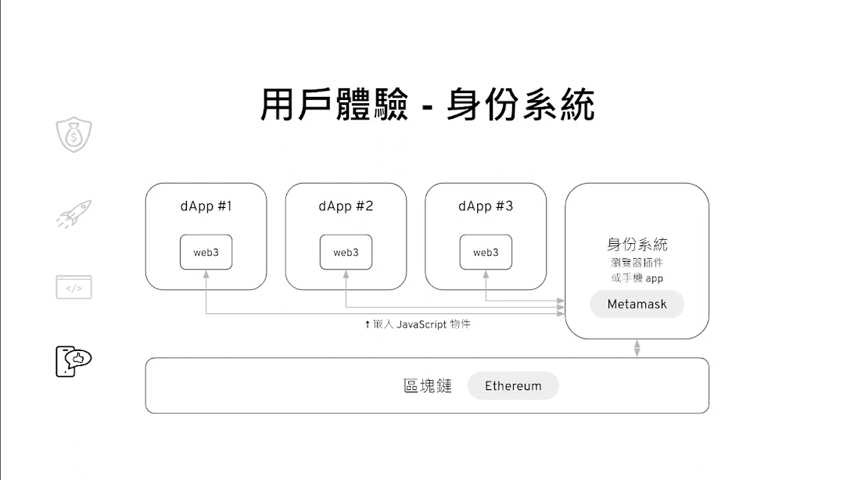 用戶體驗 - 身份系統
dApp #1
web3
dApp #2
web3
dApp #3
web3
身份系統
瀏覽器插件
或手機 app
Metamask
↑ 嵌入 JavaScript 物件
區塊鏈 Ethereum
$
</>